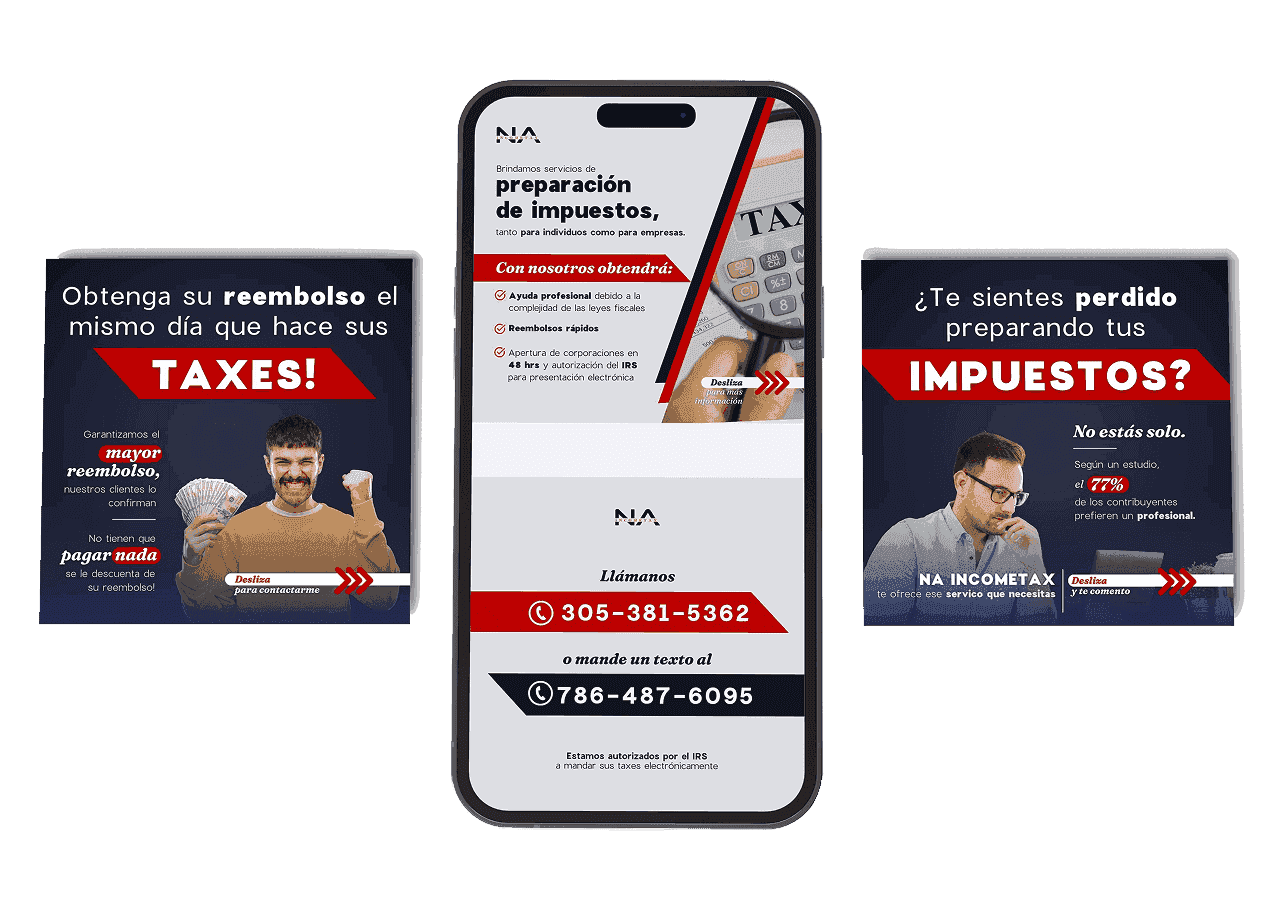 Obtenga su reembolso el
mismo día que hace sus
TAXES!
Garantizamos el
mayor
reembolso,
nuestros clientes lo
confirman
No tienen que
pagar nada
se le descuenta de
su reembolso!
Desliza
para contactarme
NA
INCOMETAX
Brindamos servicios de
preparación
de impuestos,
tanto para individuos como para empresas.
Con nosotros obtendrá:
Ayuda profesional debido a la
complejidad de las leyes fiscales
Reembolsos rápidos
Apertura de corporaciones en
48 hrs y autorización del IRS
para presentación electrónica
TAX
Desliza
para más
información
NA
INCOMETAX
Llámanos
305-381-5362
o mande un texto al
786-487-6095
Estamos autorizados por el IRS
a mandar sus taxes electrónicamente
¿Te sientes perdido
preparando tus
IMPUESTOS?
No estás solo.
Según un estudio,
el 77%
de los contribuyentes
prefieren un profesional.
NA INCOMETAX
te ofrece ese servico que necesitas
Desliza
y te comento